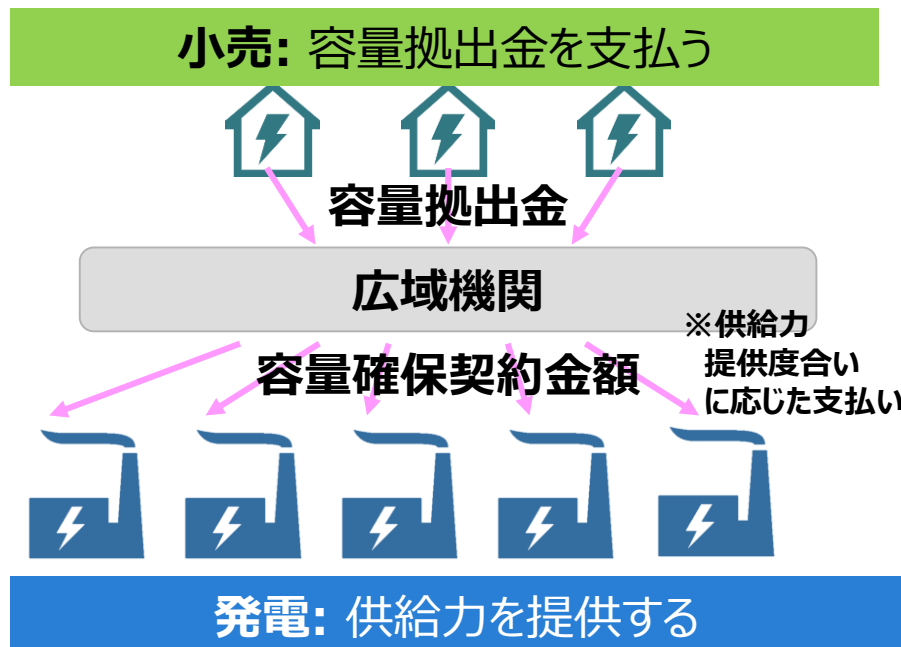 小売: 容量拠出金を支払う
容量拠出金
広域機関
※供給力
提供度合い
に応じた支払い
容量確保契約金額
発電: 供給力を提供する